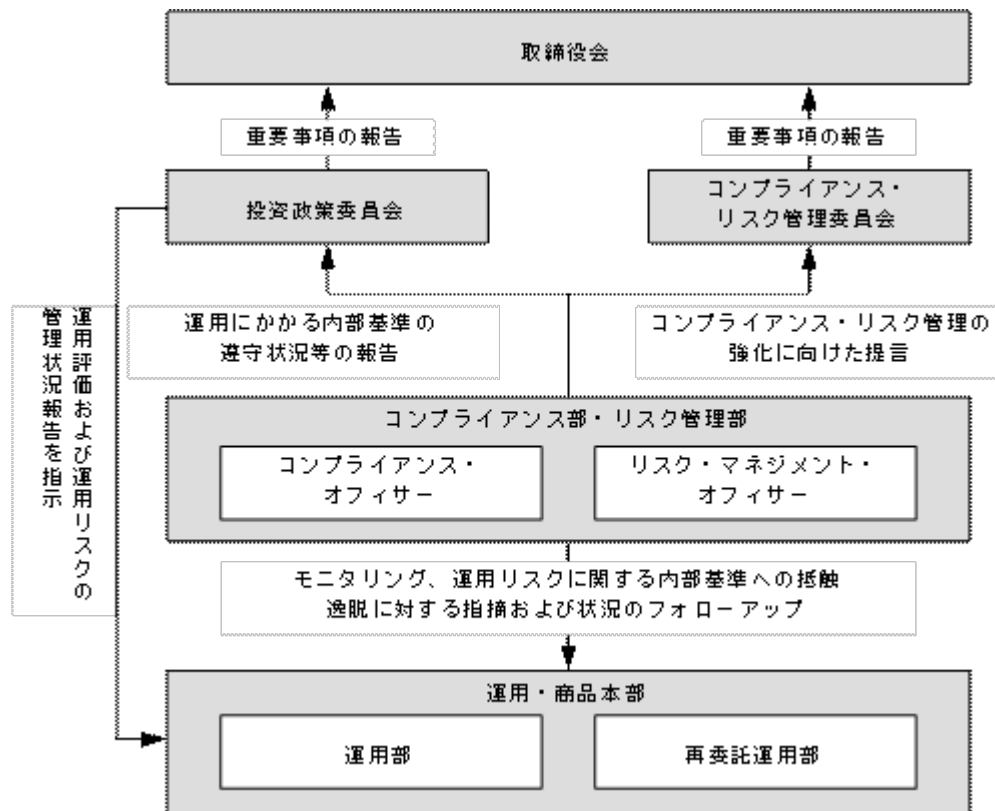 取締役会
重要事項の報告
重要事項の報告
投資政策委員会
コンプライアンス・
リスク管理委員会
運用にかかる内部基準の
遵守状況等の報告
コンプライアンス・リスク管理の
強化に向けた提言
運用評価および運用リスクの
管理状況報告を指示
コンプライアンス部・リスク管理部
コンプライアンス・
オフィサー
リスク・マネジメント・
オフィサー
モニタリング、運用リスクに関する内部基準への抵触
逸脱に対する指摘および状況のフォローアップ
運用・商品本部
運用部
再委託運用部